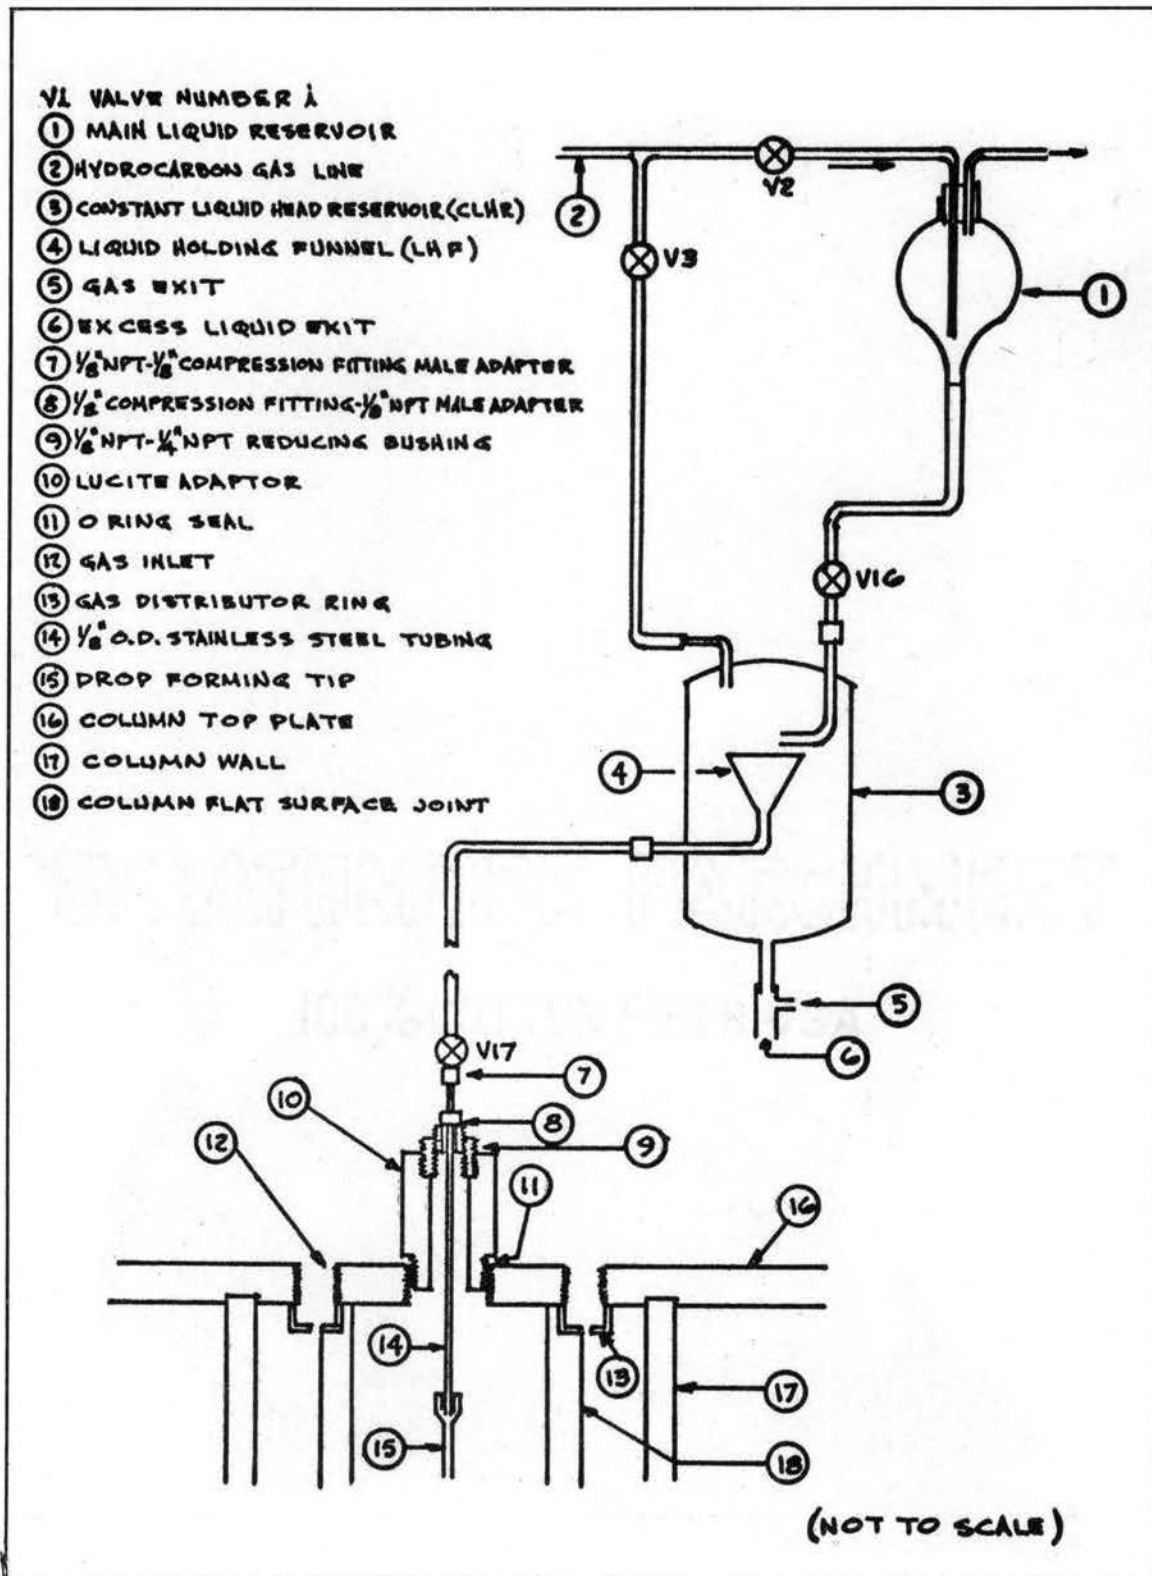 Vi VALVE NUMBER i
① MAIN LIQUID RESERVOIR
② HYDROCARBON GAS LINE
③ CONSTANT LIQUID HEAD RESERVOIR (CLHR)
④ LIQUID HOLDING FUNNEL (LHF)
⑤ GAS EXIT
⑥ EXCESS LIQUID EXIT
⑦ 1/8" NPT-1/8" COMPRESSION FITTING MALE ADAPTER
⑧ 1/8" COMPRESSION FITTING-1/8" NPT MALE ADAPTER
⑨ 1/8" NPT-1/4" NPT REDUCING BUSHING
⑩ LUCITE ADAPTOR
⑪ O RING SEAL
⑫ GAS INLET
⑬ GAS DISTRIBUTOR RING
⑭ 1/8" O.D. STAINLESS STEEL TUBING
⑮ DROP FORMING TIP
⑯ COLUMN TOP PLATE
⑰ COLUMN WALL
⑱ COLUMN FLAT SURFACE JOINT
V2
②
V3
①
V16
④
③
⑤
⑥
V17
⑦
⑩
⑧
⑫
⑨
⑪
⑯
⑭
⑬
⑰
⑮
⑱
(NOT TO SCALE)